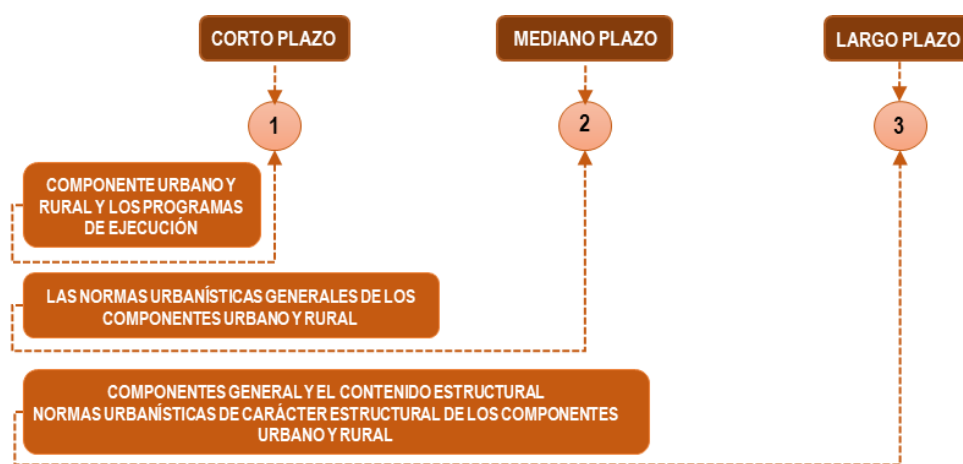 CORTO PLAZO
MEDIANO PLAZO
LARGO PLAZO
1
2
3
COMPONENTE URBANO Y
RURAL Y LOS PROGRAMAS
DE EJECUCIÓN
LAS NORMAS URBANÍSTICAS GENERALES DE LOS
COMPONENTES URBANO Y RURAL
COMPONENTES GENERAL Y EL CONTENIDO ESTRUCTURAL
NORMAS URBANÍSTICAS DE CARÁCTER ESTRUCTURAL DE LOS COMPONENTES
URBANO Y RURAL